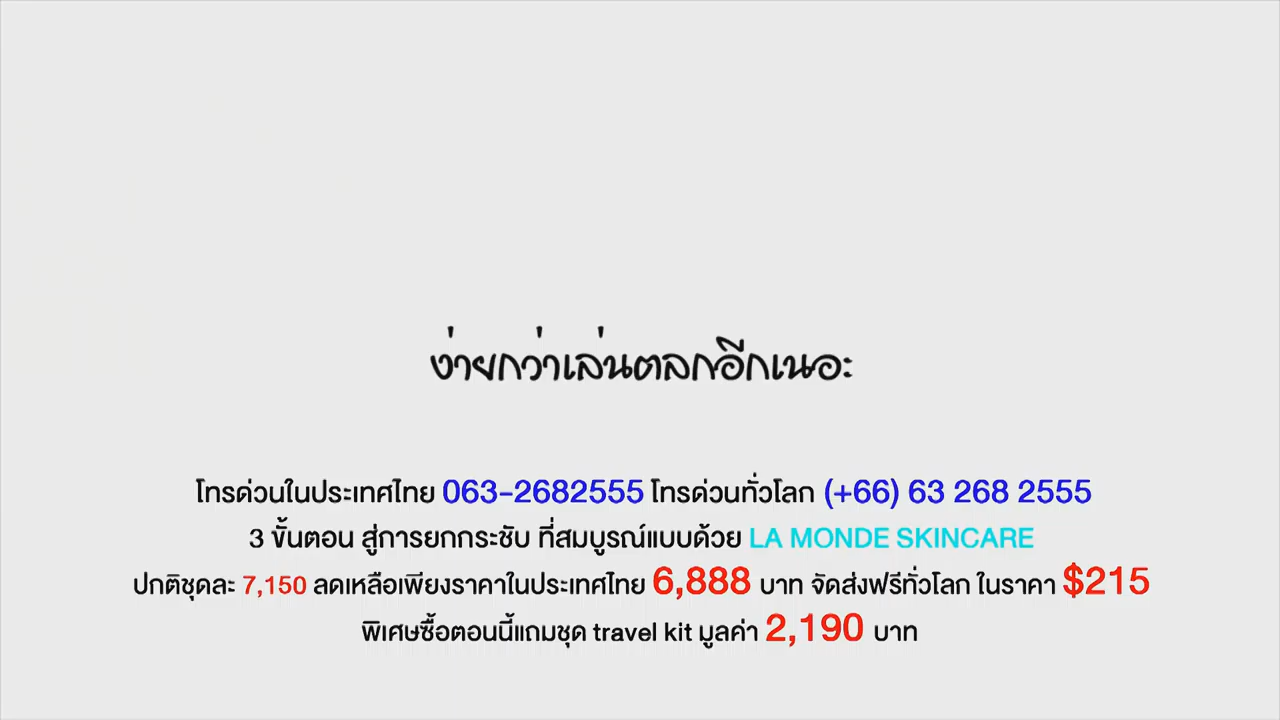 ง่ายกว่าเล่นตลกอีกเนอะ
โทรด่วนในประเทศไทย 063-2682555 โทรด่วนทั่วโลก (+66) 63 268 2555
3 ขั้นตอน สู่การยกกระชับ ที่สมบูรณ์แบบด้วย LA MONDE SKINCARE
ปกติชุดละ 7,150 ลดเหลือเพียงราคาในประเทศไทย 6,888 บาท จัดส่งฟรีทั่วโลก ในราคา $215
พิเศษซื้อตอนนี้แถมชุด travel kit มูลค่า 2,190 บาท